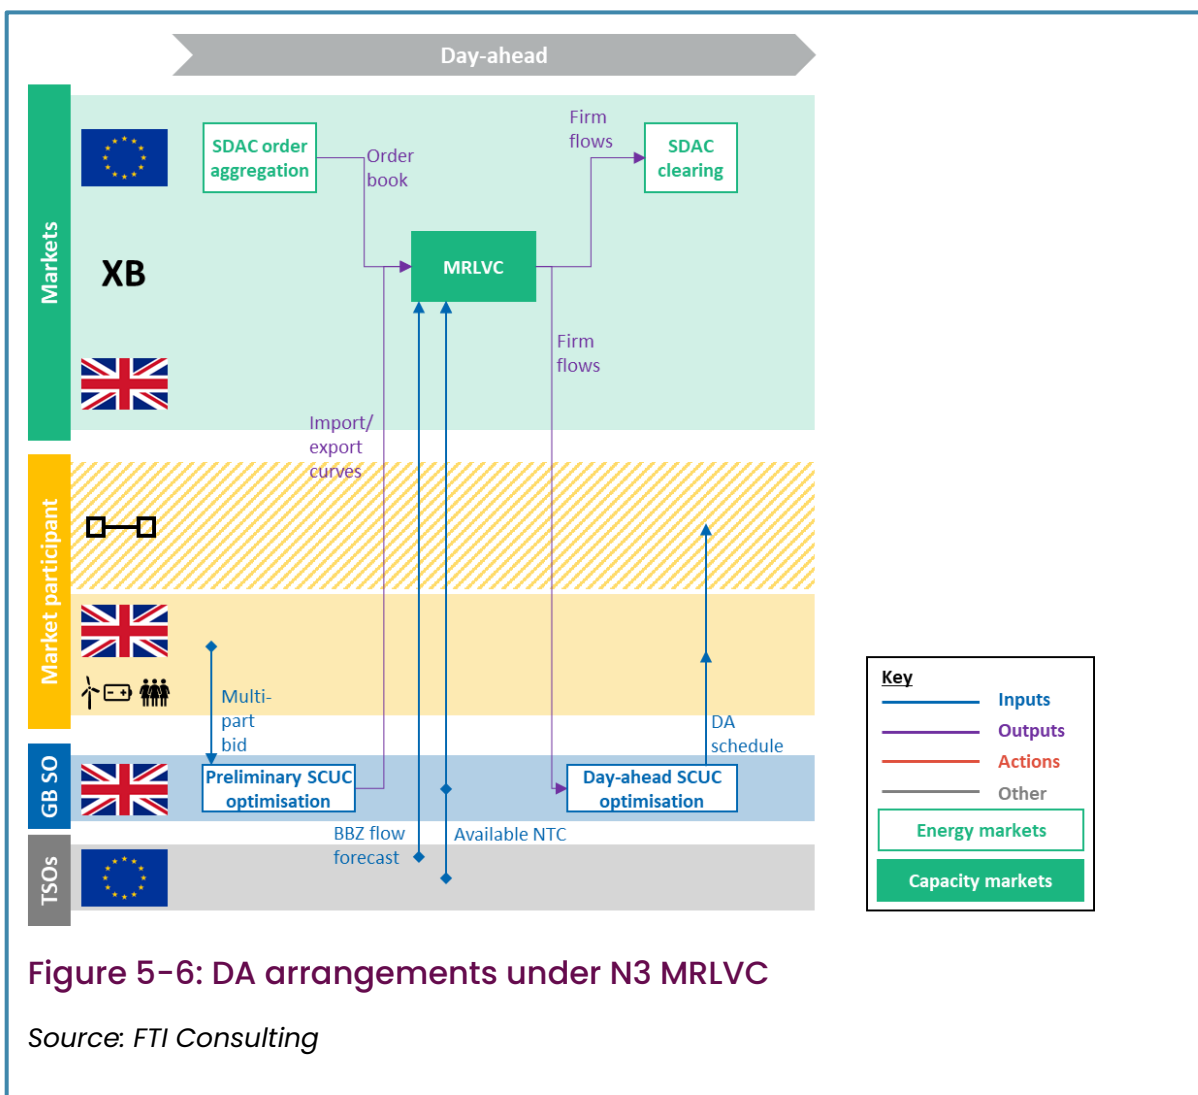 Day-ahead
Markets
SDAC order
aggregation
Order
book
Firm
flows
SDAC
clearing
XB
MRLVC
Firm
flows
Import/
export
curves
Market participant
Multi-
part
bid
DA
schedule
GB SO
Preliminary SCUC
optimisation
Day-ahead SCUC
optimisation
TSOs
BBZ flow
forecast
Available NTC
Key
Inputs
Outputs
Actions
Other
Energy markets
Capacity markets
Figure 5-6: DA arrangements under N3 MRLVC
Source: FTI Consulting